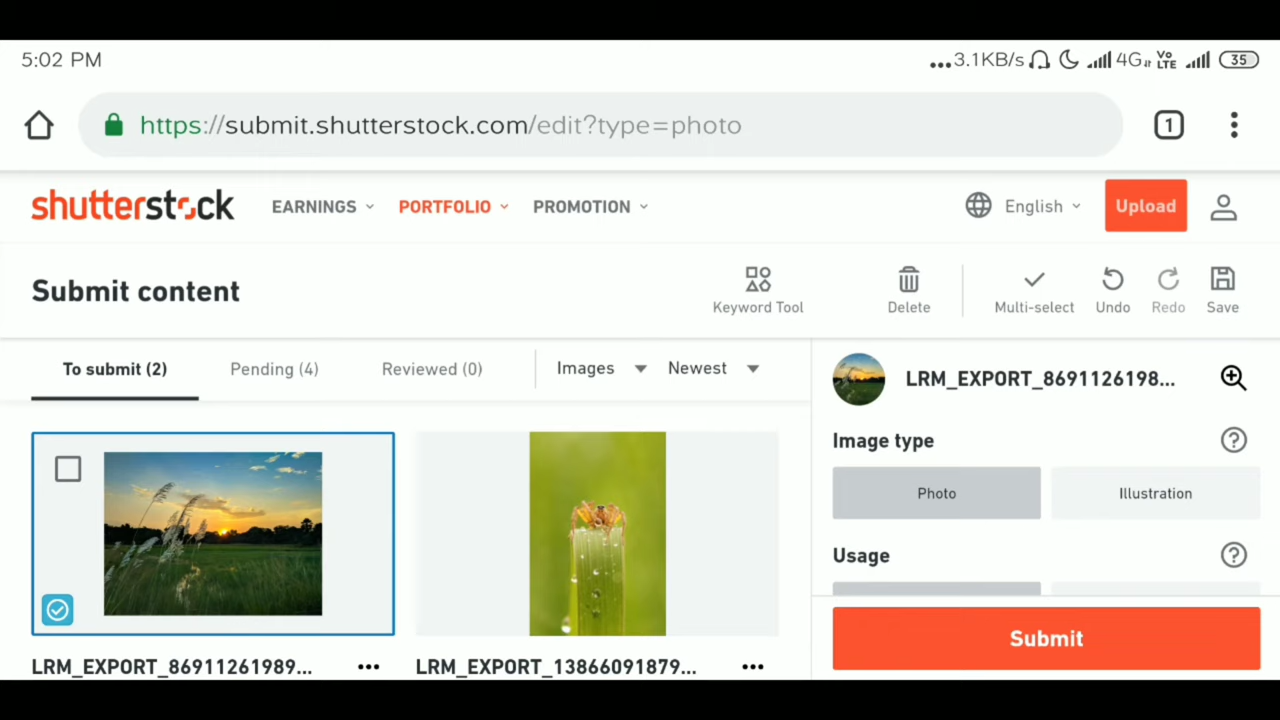 5:02 PM
...3.1KB/s 4G Vo LTE 35
https://submit.shutterstock.com/edit?type=photo
1
shutterstock EARNINGS PORTFOLIO PROMOTION English Upload
Submit content
Keyword Tool Delete Multi-select Undo Redo Save
To submit (2) Pending (4) Reviewed (0) Images Newest
LRM_EXPORT_8691126198...
Image type
Photo Illustration
Usage
Submit
LRM_EXPORT_86911261989... LRM_EXPORT_13866091879...